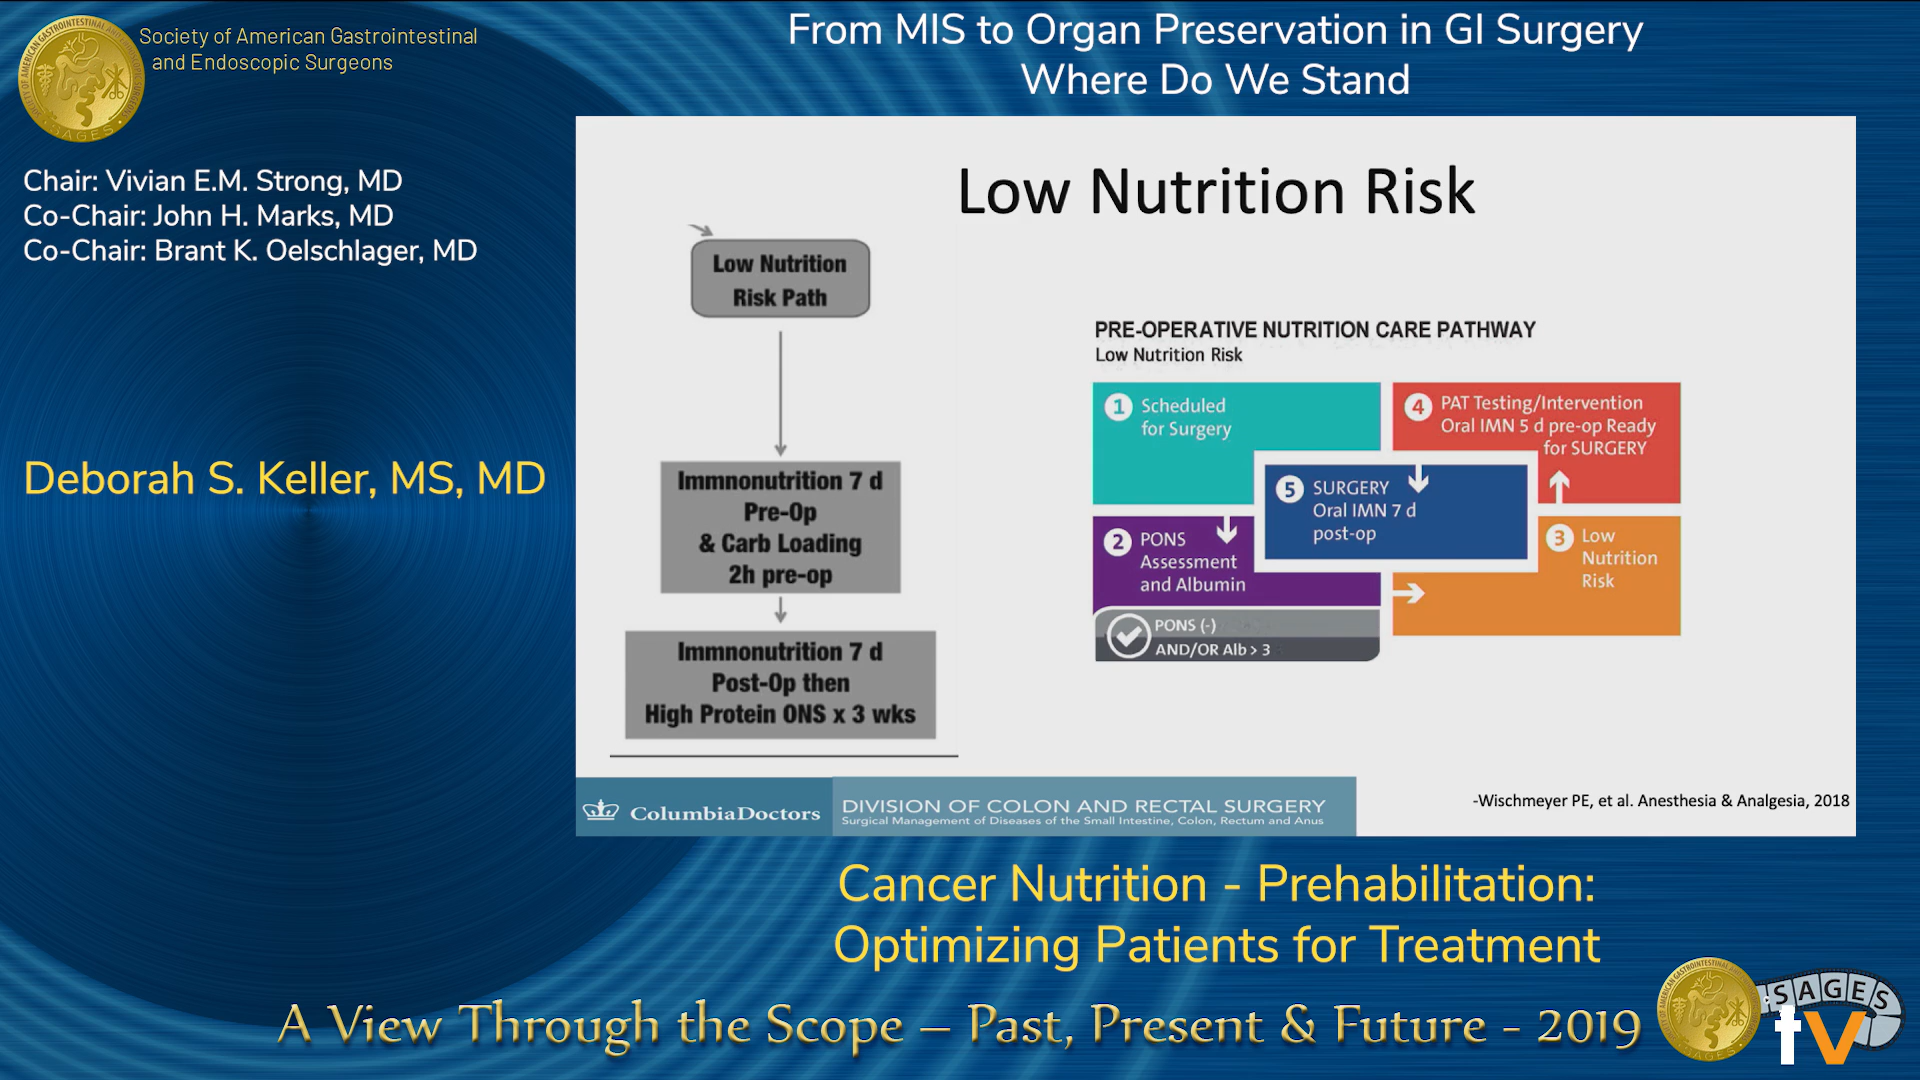 Society of American Gastrointestinal
and Endoscopic Surgeons
From MIS to Organ Preservation in GI Surgery
Where Do We Stand
Chair: Vivian E.M. Strong, MD
Co-Chair: John H. Marks, MD
Co-Chair: Brant K. Oelschlager, MD
Deborah S. Keller, MS, MD
Low Nutrition Risk
Low Nutrition
Risk Path
Immnonutrition 7 d
Pre-Op
& Carb Loading
2h pre-op
Immnonutrition 7 d
Post-Op then
High Protein ONS x 3 wks
PRE-OPERATIVE NUTRITION CARE PATHWAY
Low Nutrition Risk
1 Scheduled
for Surgery
2 PONS
Assessment
and Albumin
PONS (-)
AND/OR Alb > 3
3 Low
Nutrition
Risk
4 PAT Testing/Intervention
Oral IMN 5 d pre-op Ready
for SURGERY
5 SURGERY
Oral IMN 7 d
post-op
ColumbiaDoctors
DIVISION OF COLON AND RECTAL SURGERY
Surgical Management of Diseases of the Small Intestine, Colon, Rectum and Anus
-Wischmeyer PE, et al. Anesthesia & Analgesia, 2018
Cancer Nutrition - Prehabilitation:
Optimizing Patients for Treatment
A View Through the Scope – Past, Present & Future - 2019
SAGES
tv